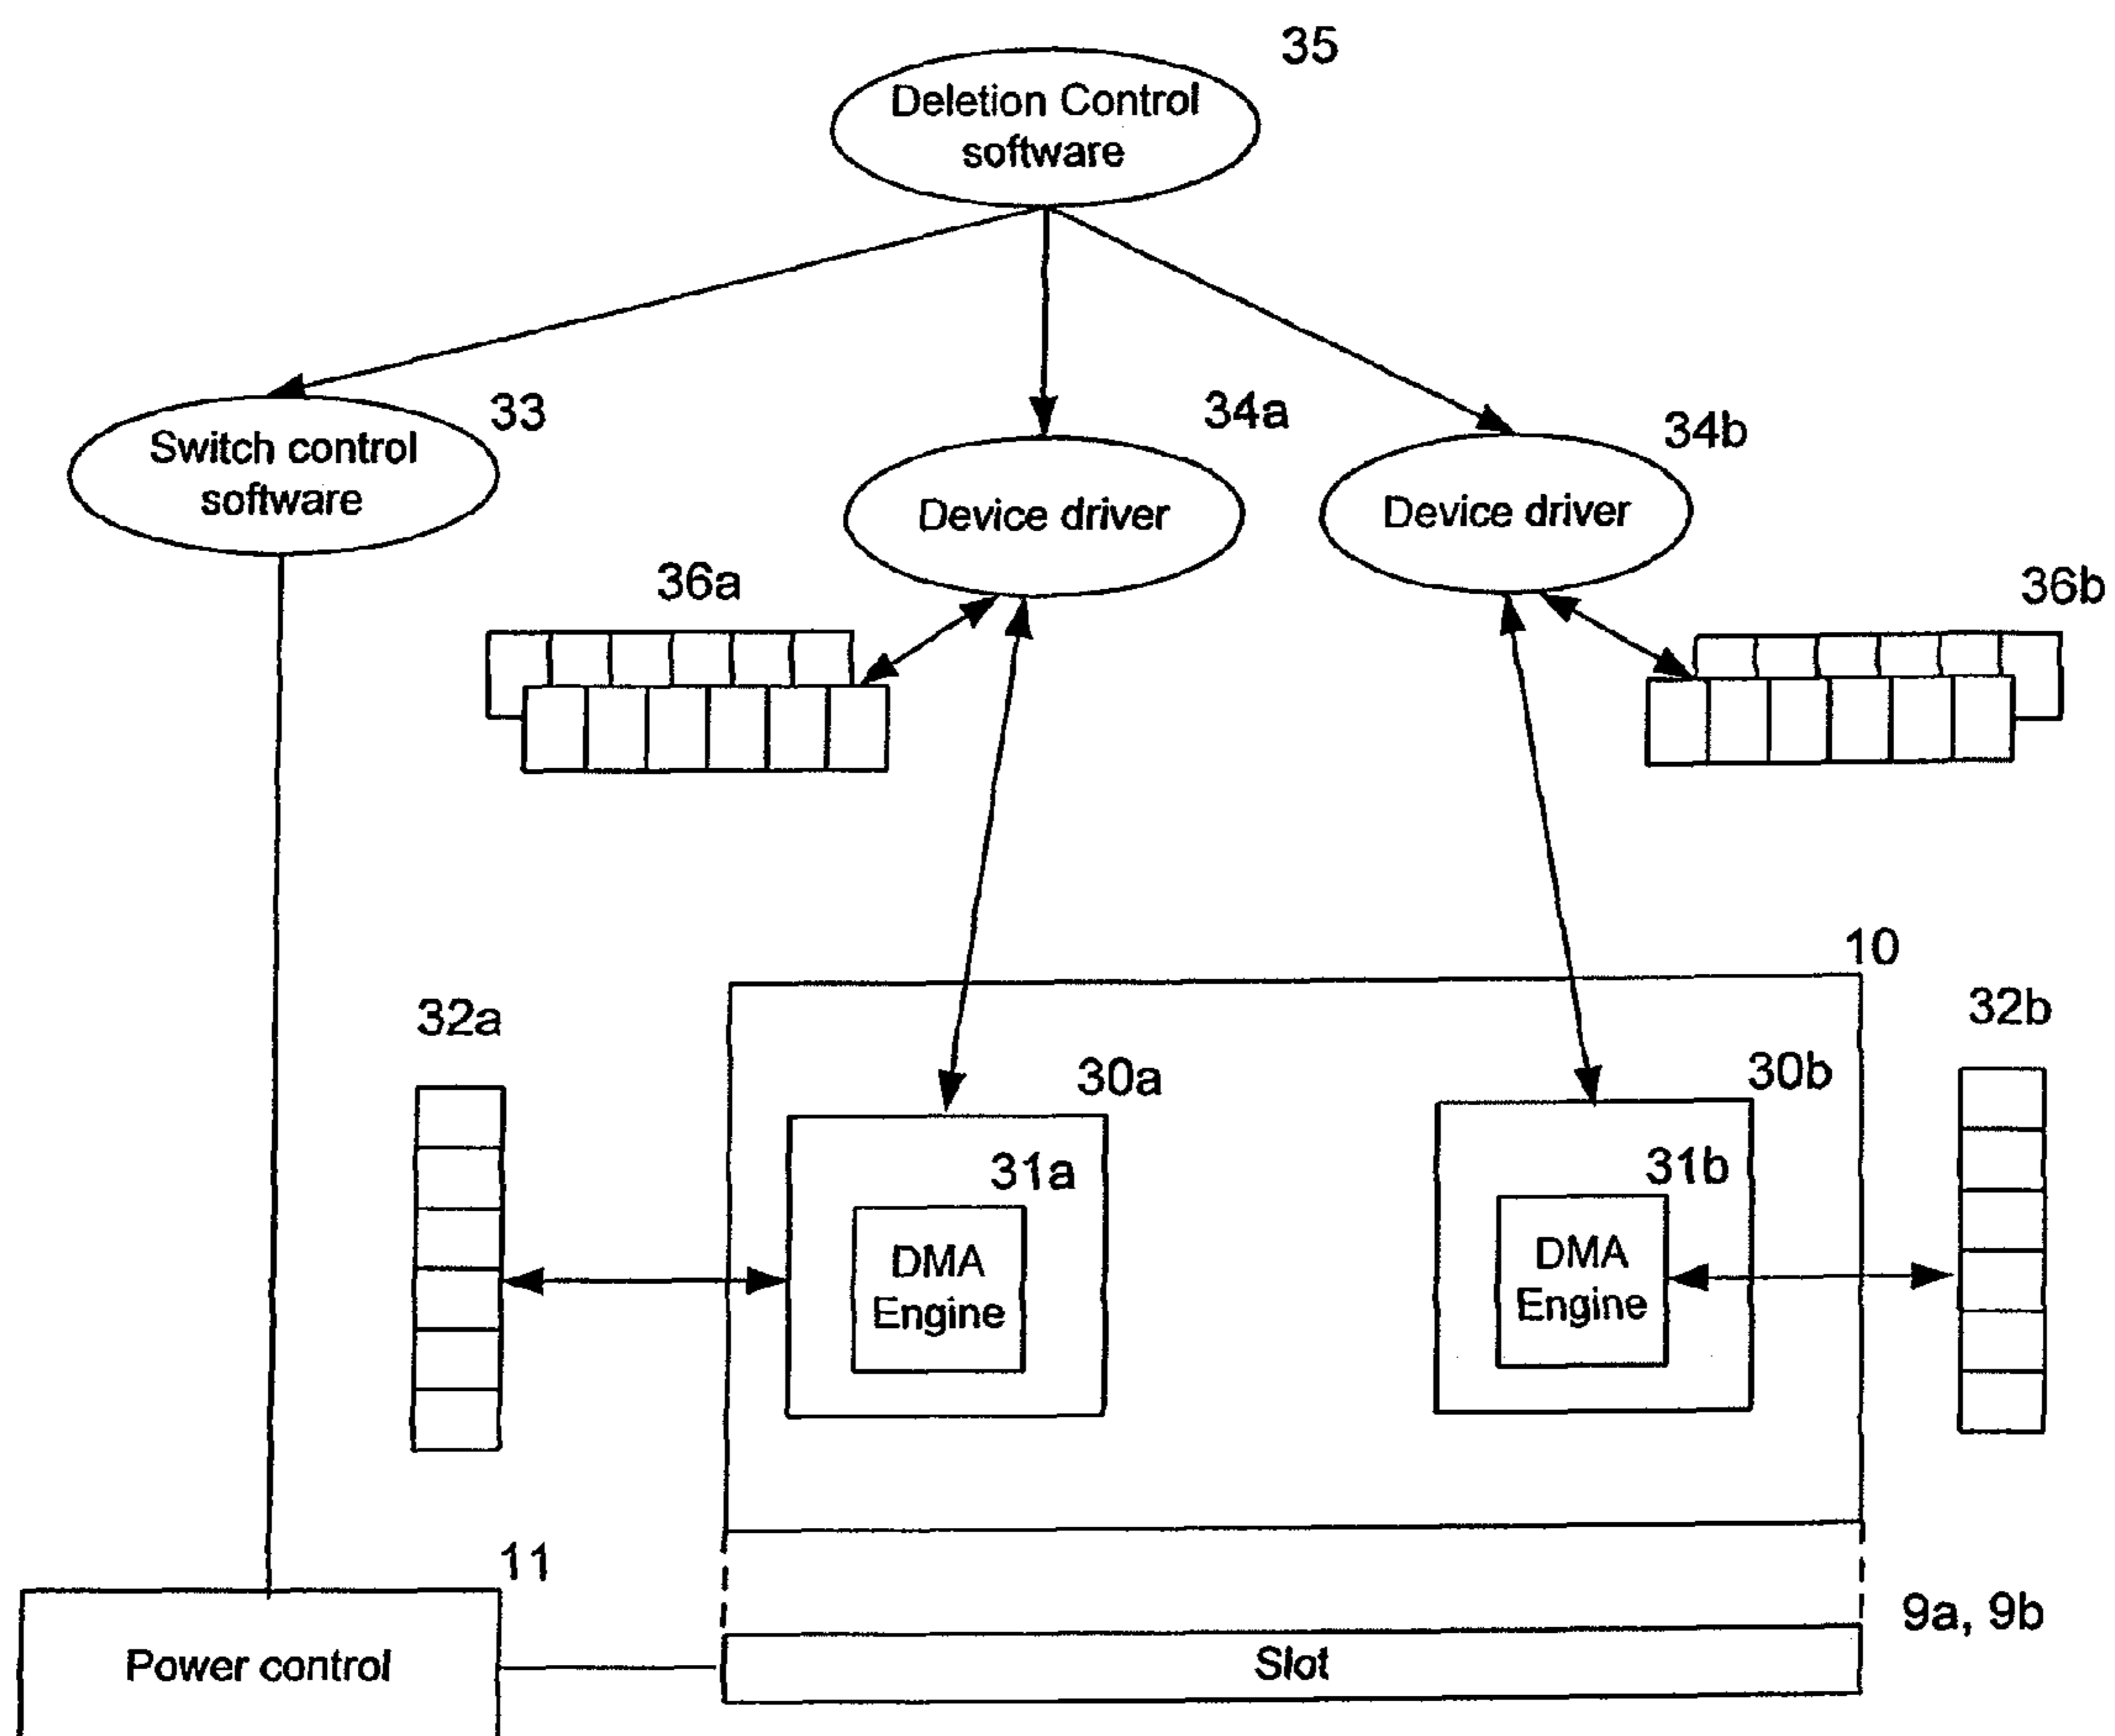 35
Deletion Control
software
33
Switch control
software
34a
Device driver
34b
Device driver
36a
36b
10
32a
32b
30a
30b
31a
31b
DMA
Engine
DMA
Engine
11
9a, 9b
Power control
Slot